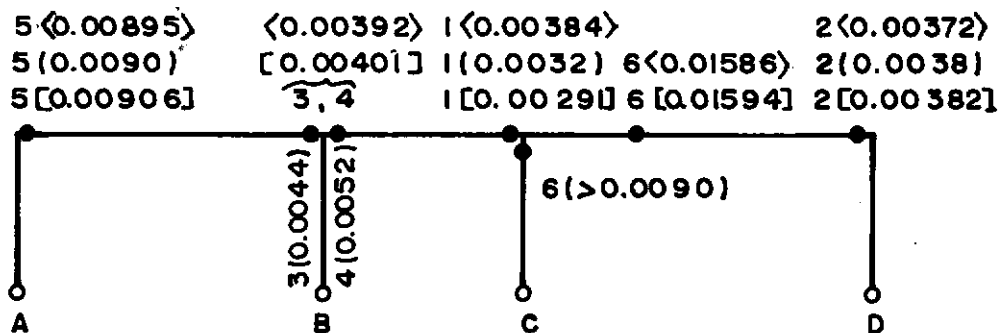 5<0.00895> <0.00392> 1<0.00384> 2<0.00372>
5(0.0090) [0.00401] 1(0.0032) 6<0.01586> 2(0.0038)
5[0.00906] 3,4 1[0.00291] 6[0.01594] 2[0.00382]
3(0.0044)
4(0.0052)
6(>0.0090)
A B C D